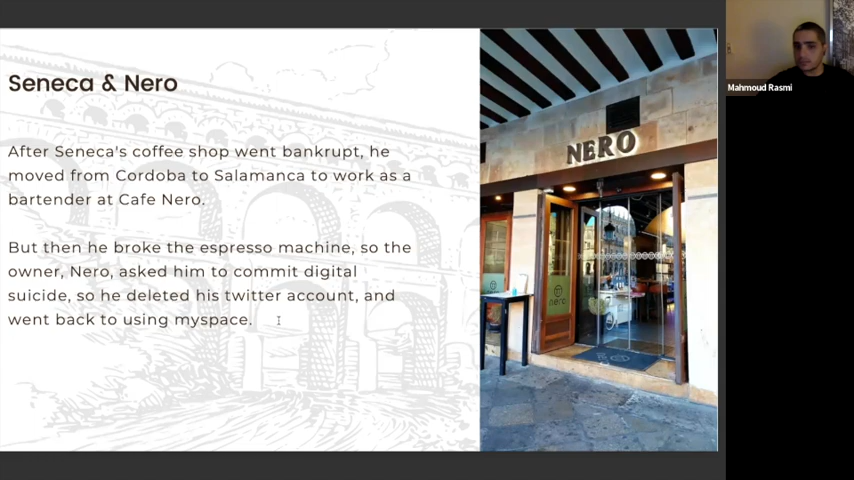 Seneca & Nero
After Seneca's coffee shop went bankrupt, he
moved from Cordoba to Salamanca to work as a
bartender at Cafe Nero.
But then he broke the espresso machine, so the
owner, Nero, asked him to commit digital
suicide, so he deleted his twitter account, and
went back to using myspace.
NERO
nero
Mahmoud Rasmi